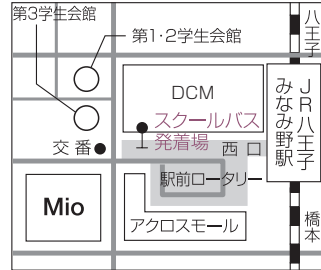 第3学生会館
第1・2学生会館
八王子
DCM
スクールバス
発着場
JR八王子
みなみ野駅
交番
西口
駅前ロータリー
Mio
アクロスモール
橋本